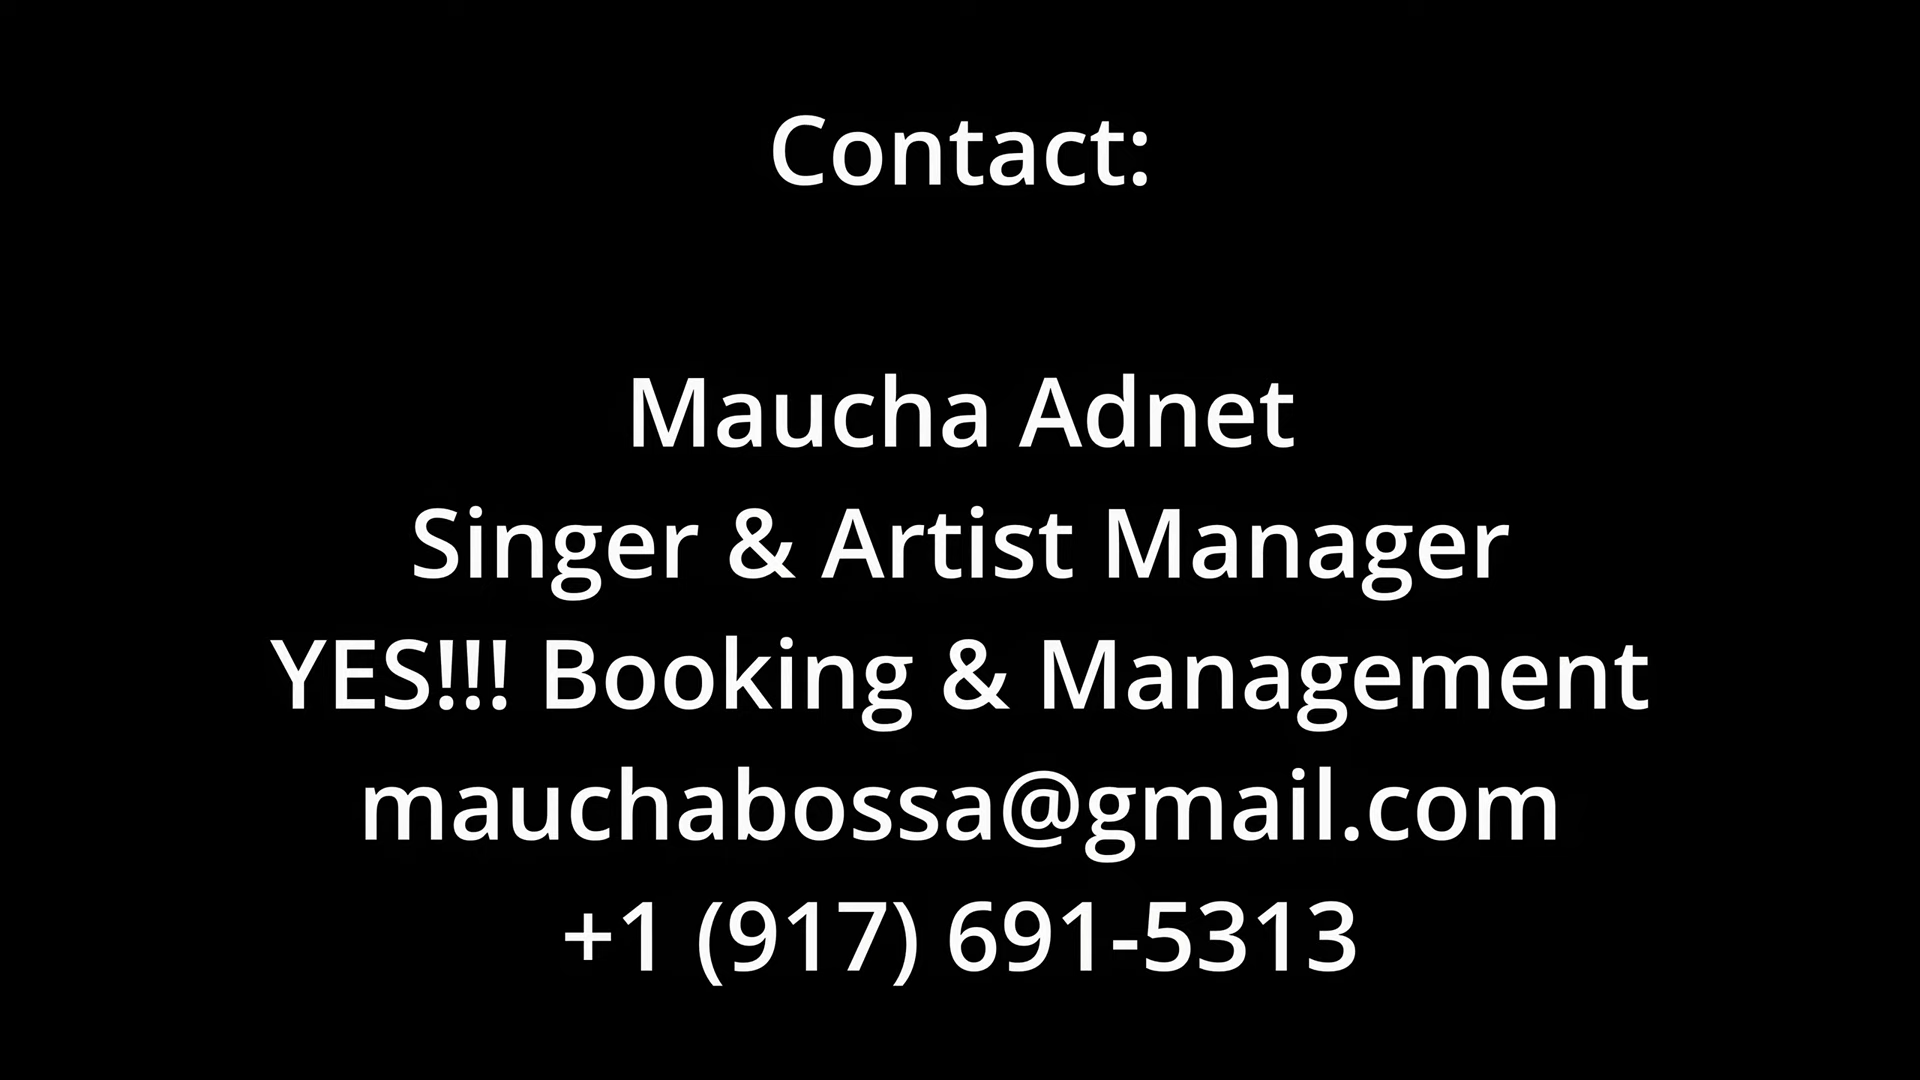 Contact:
Maucha Adnet
Singer & Artist Manager
YES!!! Booking & Management
mauchabossa@gmail.com
+1 (917) 691-5313